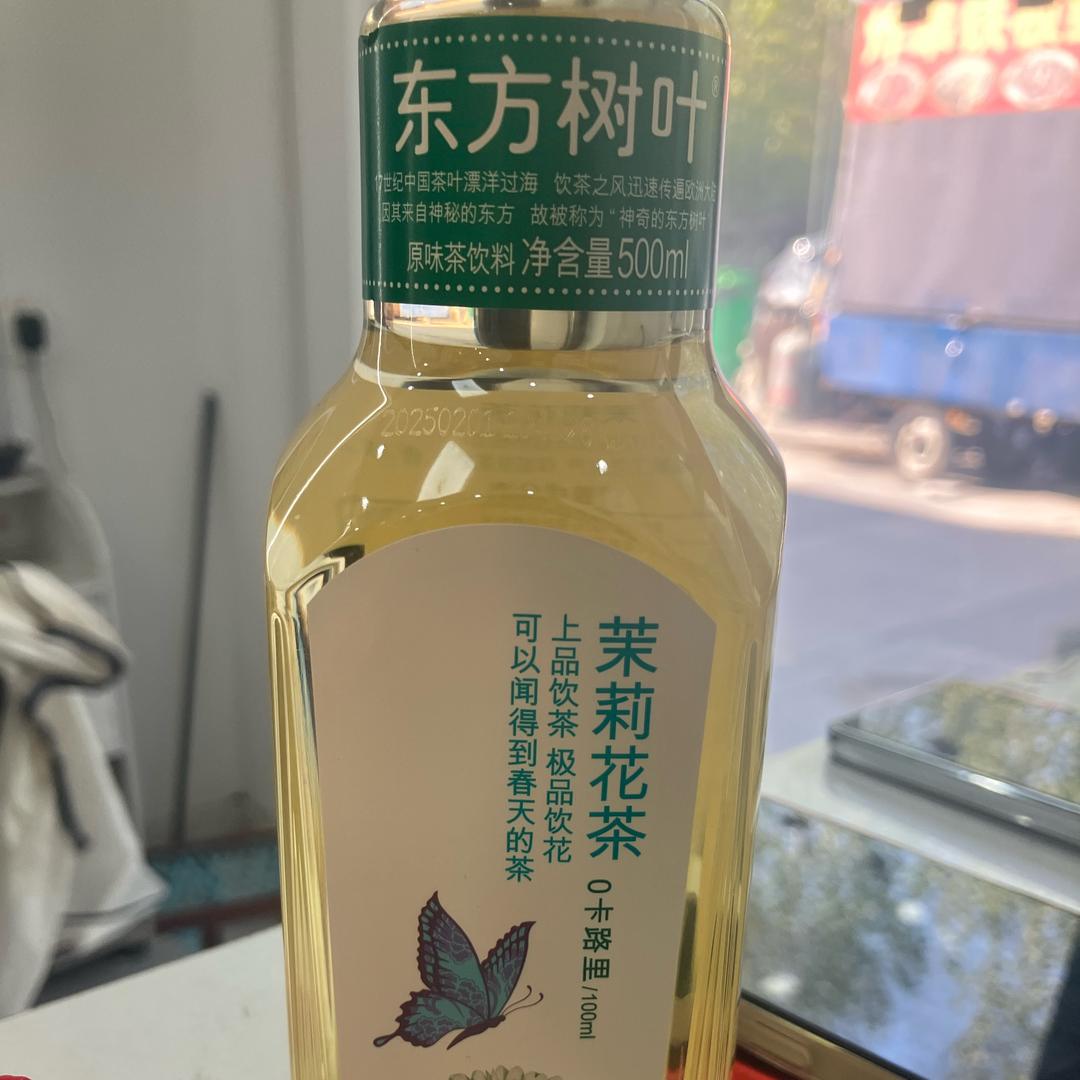 东方树叶®
17世纪中国茶叶漂洋过海 饮茶之风迅速传遍欧洲大
因其来自神秘的东方 故被称为“神奇的东方树叶
原味茶饮料 净含量500ml
20250201
茉莉花茶 0卡路里/100ml
上品饮茶 极品饮花
可以闻得到春天的茶